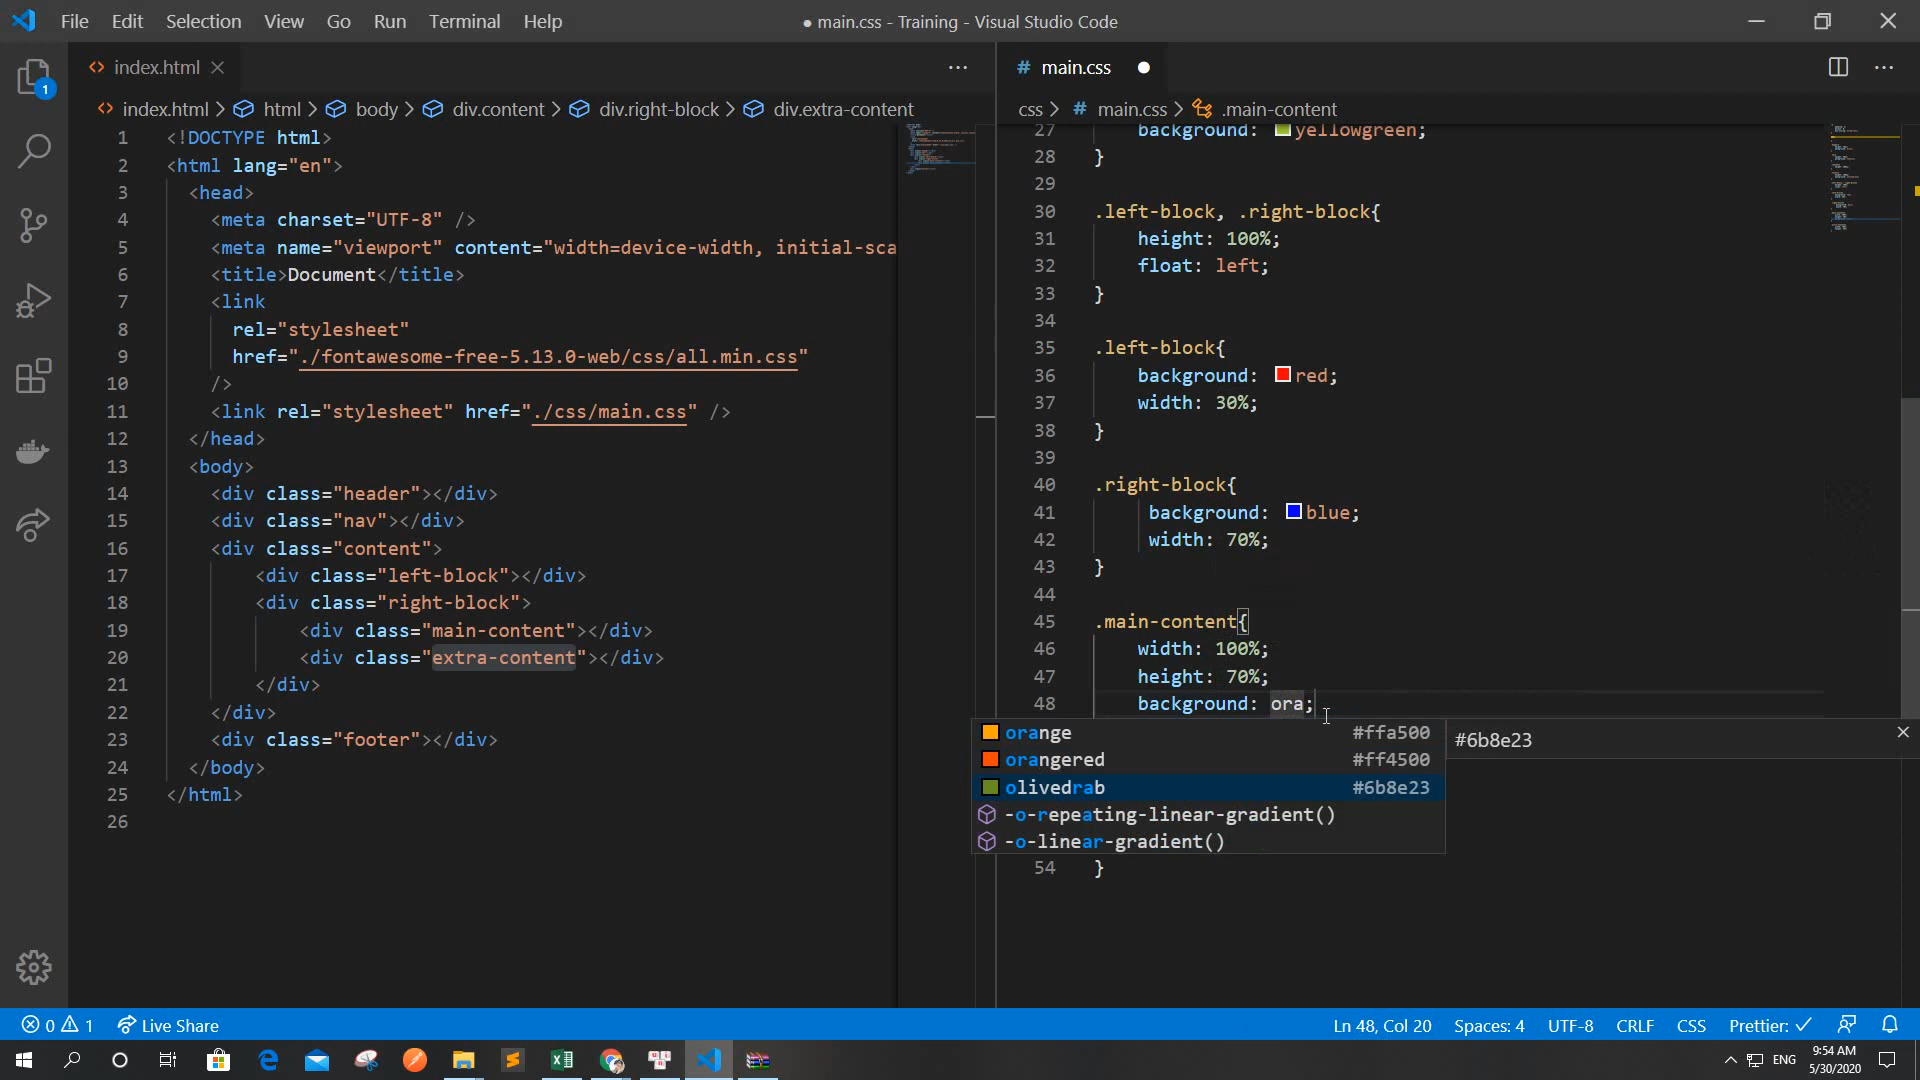 File Edit Selection View Go Run Terminal Help
● main.css - Training - Visual Studio Code
index.html
index.html > html > body > div.content > div.right-block > div.extra-content
1 <!DOCTYPE html>
2 <html lang="en">
3 <head>
4 <meta charset="UTF-8" />
5 <meta name="viewport" content="width=device-width, initial-sca
6 <title>Document</title>
7 <link
8 rel="stylesheet"
9 href="./fontawesome-free-5.13.0-web/css/all.min.css"
10 />
11 <link rel="stylesheet" href="./css/main.css" />
12 </head>
13 <body>
14 <div class="header"></div>
15 <div class="nav"></div>
16 <div class="content">
17 <div class="left-block"></div>
18 <div class="right-block">
19 <div class="main-content"></div>
20 <div class="extra-content"></div>
21 </div>
22 </div>
23 <div class="footer"></div>
24 </body>
25 </html>
26
# main.css ●
css > # main.css > .main-content
27 background: yellowgreen;
28 }
29
30 .left-block, .right-block{
31 height: 100%;
32 float: left;
33 }
34
35 .left-block{
36 background: red;
37 width: 30%;
38 }
39
40 .right-block{
41 background: blue;
42 width: 70%;
43 }
44
45 .main-content{
46 width: 100%;
47 height: 70%;
48 background: ora;
orange #ffa500
orangered #ff4500
olivedrab #6b8e23
-o-repeating-linear-gradient()
-o-linear-gradient()
#6b8e23
54 }
1
0 1 Live Share
Ln 48, Col 20 Spaces: 4 UTF-8 CRLF CSS Prettier: ✓
ENG
9:54 AM
5/30/2020